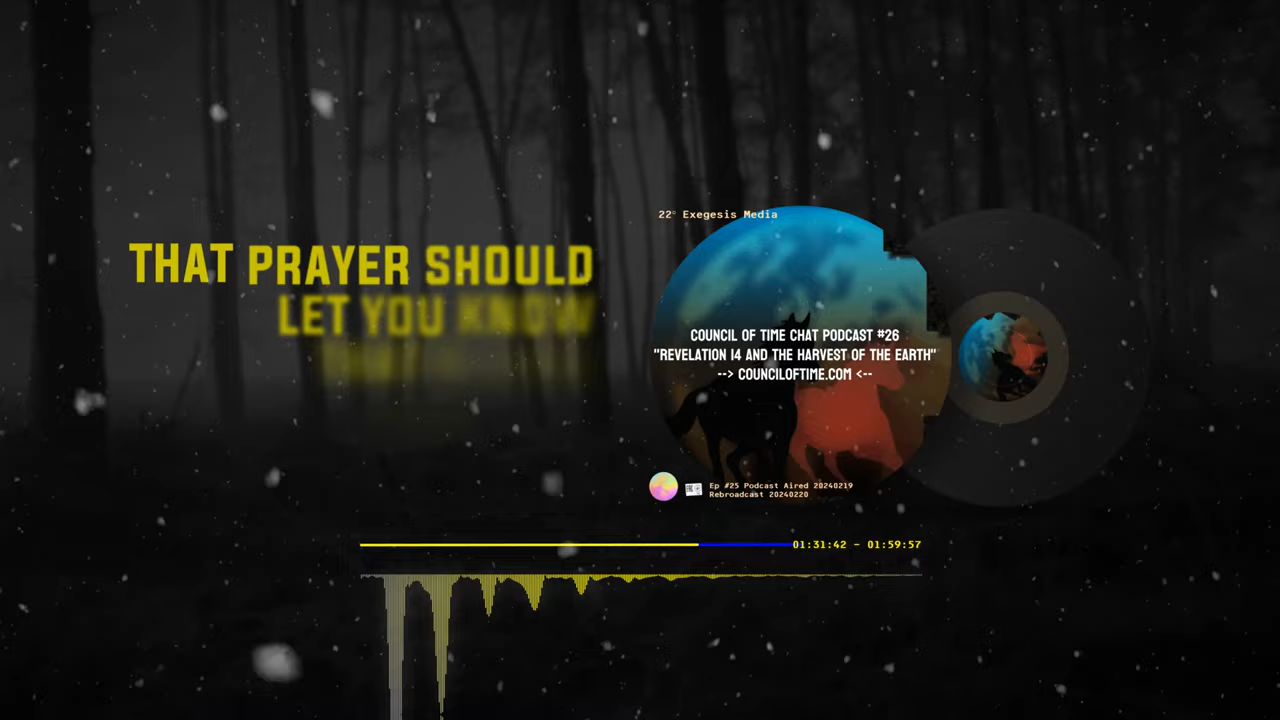 THAT PRAYER SHOULD
LET YOU KNOW
22° Exegesis Media
COUNCIL OF TIME CHAT PODCAST #26
"REVELATION 14 AND THE HARVEST OF THE EARTH"
--> COUNCILOFTIME.COM <--
Ep #25 Podcast Aired 20240219
Rebroadcast 20240220
01:31:42 - 01:59:57